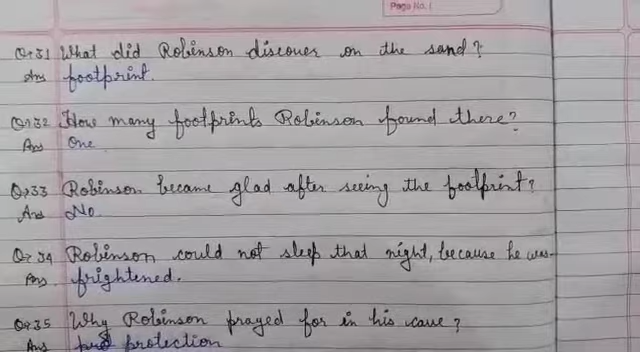 Page No. 1
Q→31 What did Robinson discover on the sand?
Ans footprint.
Q→32 How many footprints Robinson found there?
Ans One
Q→33 Robinson became glad after seeing the footprint?
Ans No.
Q→34 Robinson could not sleep that night, because he was
Ans. frightened.
Q→35 Why Robinson prayed for in his cave?
Ans protection